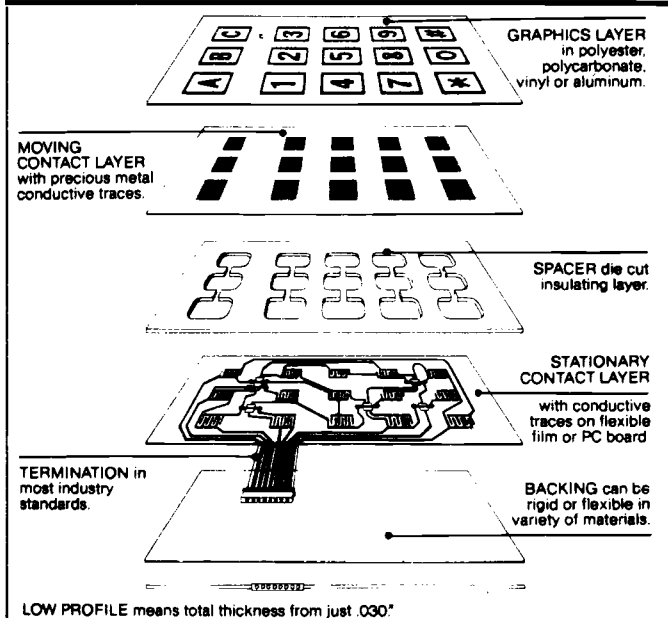 GRAPHICS LAYER
in polyester,
polycarbonate,
vinyl or aluminum.
C 3 6 9 #
B 2 5 8 0
A 1 4 7 *
MOVING
CONTACT LAYER
with precious metal
conductive traces.
SPACER die cut
insulating layer.
STATIONARY
CONTACT LAYER
with conductive
traces on flexible
film or PC board
TERMINATION in
most industry
standards.
BACKING can be
rigid or flexible in
variety of materials.
LOW PROFILE means total thickness from just .030"